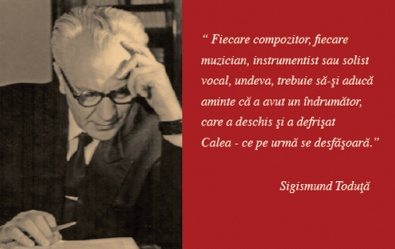 “ Fiecare compozitor, fiecare
muzician, instrumentist sau solist
vocal, undeva, trebuie să-şi aducă
aminte că a avut un îndrumător,
care a deschis şi a defrişat
Calea - ce pe urmă se desfăşoară.”
Sigismund Toduţă